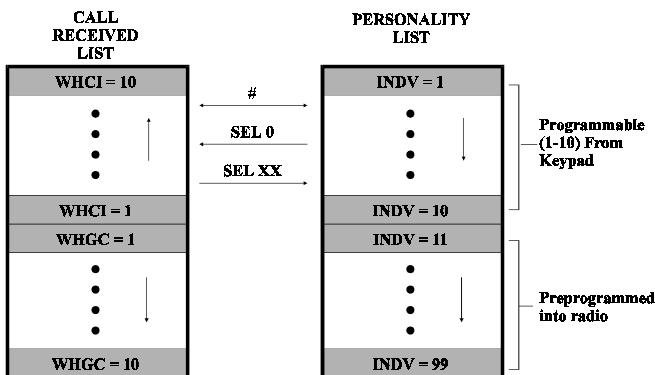 CALL
RECEIVED
LIST
PERSONALITY
LIST
WHCI = 10
#
INDV = 1
SEL 0
SEL XX
Programmable
(1-10) From
Keypad
WHCI = 1
INDV = 10
WHGC = 1
INDV = 11
Preprogrammed
into radio
WHGC = 10
INDV = 99